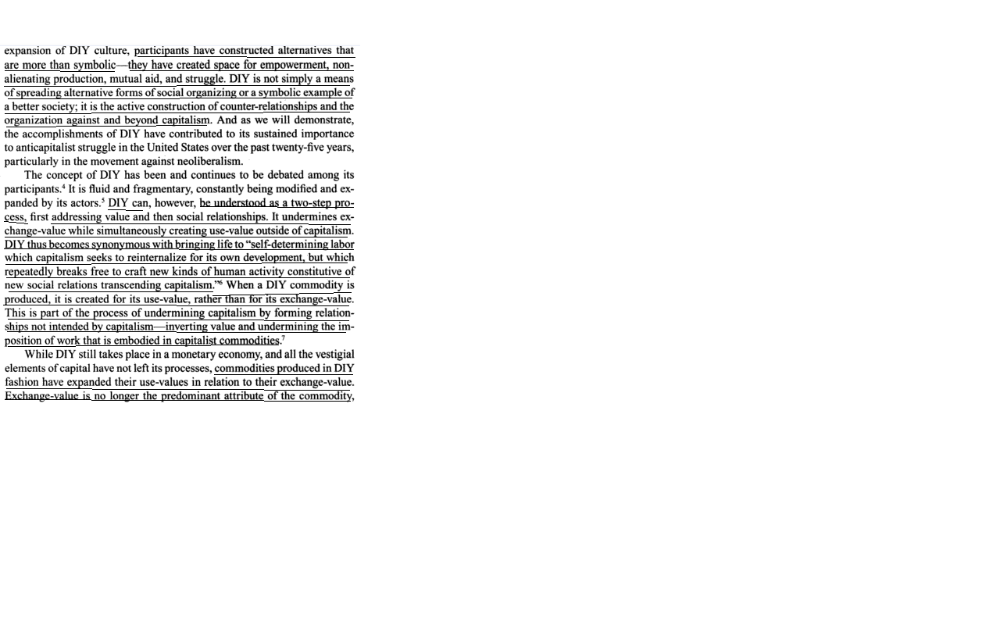 expansion of DIY culture, participants have constructed alternatives that
are more than symbolic—they have created space for empowerment, non-
alienating production, mutual aid, and struggle. DIY is not simply a means
of spreading alternative forms of social organizing or a symbolic example of
a better society; it is the active construction of counter-relationships and the
organization against and beyond capitalism. And as we will demonstrate,
the accomplishments of DIY have contributed to its sustained importance
to anticapitalist struggle in the United States over the past twenty-five years,
particularly in the movement against neoliberalism.
The concept of DIY has been and continues to be debated among its
participants.⁴ It is fluid and fragmentary, constantly being modified and ex-
panded by its actors.⁵ DIY can, however, be understood as a two-step pro-
cess, first addressing value and then social relationships. It undermines ex-
change-value while simultaneously creating use-value outside of capitalism.
DIY thus becomes synonymous with bringing life to “self-determining labor
which capitalism seeks to reinternalize for its own development, but which
repeatedly breaks free to craft new kinds of human activity constitutive of
new social relations transcending capitalism.”⁶ When a DIY commodity is
produced, it is created for its use-value, rather than for its exchange-value.
This is part of the process of undermining capitalism by forming relation-
ships not intended by capitalism—inverting value and undermining the im-
position of work that is embodied in capitalist commodities.⁷
While DIY still takes place in a monetary economy, and all the vestigial
elements of capital have not left its processes, commodities produced in DIY
fashion have expanded their use-values in relation to their exchange-value.
Exchange-value is no longer the predominant attribute of the commodity,